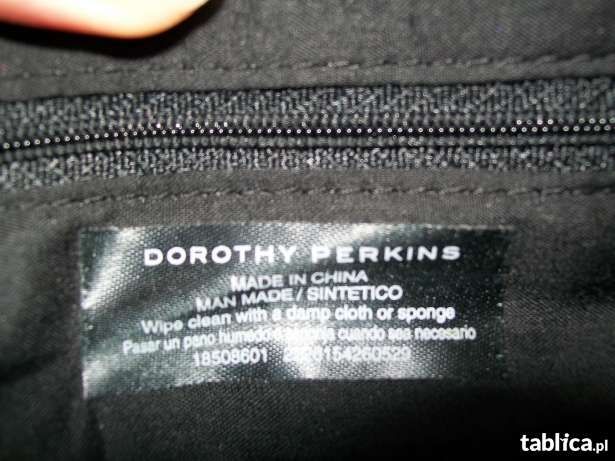 DOROTHY PERKINS
MADE IN CHINA
MAN MADE / SINTETICO
Wipe clean with a damp cloth or sponge
Pasar un pano humedo cuando sea necesario
18508601
tablica.pl